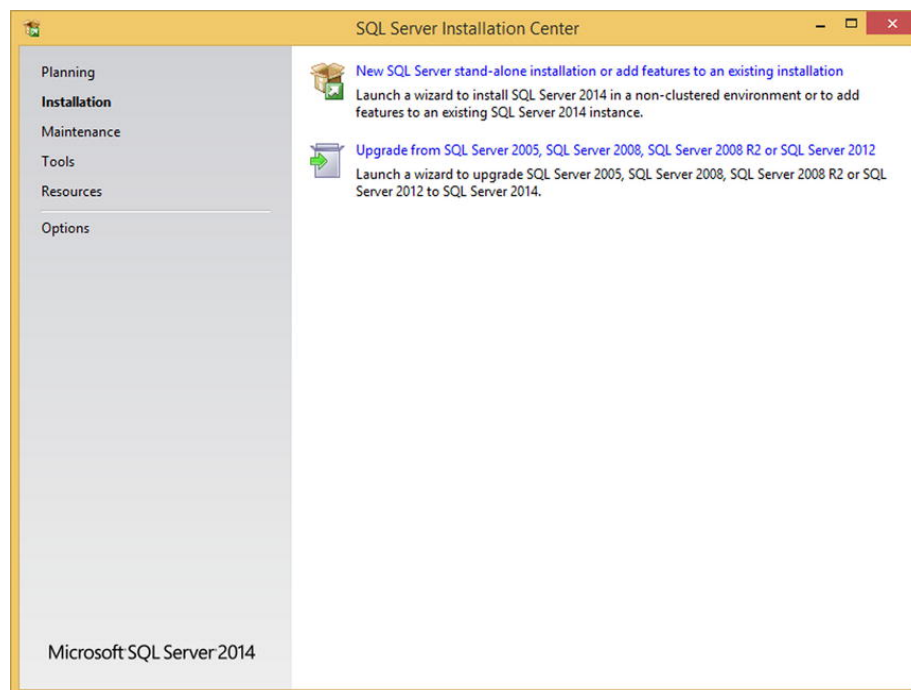 SQL Server Installation Center
Planning
Installation
Maintenance
Tools
Resources
Options
New SQL Server stand-alone installation or add features to an existing installation
Launch a wizard to install SQL Server 2014 in a non-clustered environment or to add
features to an existing SQL Server 2014 instance.
Upgrade from SQL Server 2005, SQL Server 2008, SQL Server 2008 R2 or SQL Server 2012
Launch a wizard to upgrade SQL Server 2005, SQL Server 2008, SQL Server 2008 R2 or SQL
Server 2012 to SQL Server 2014.
Microsoft SQL Server 2014